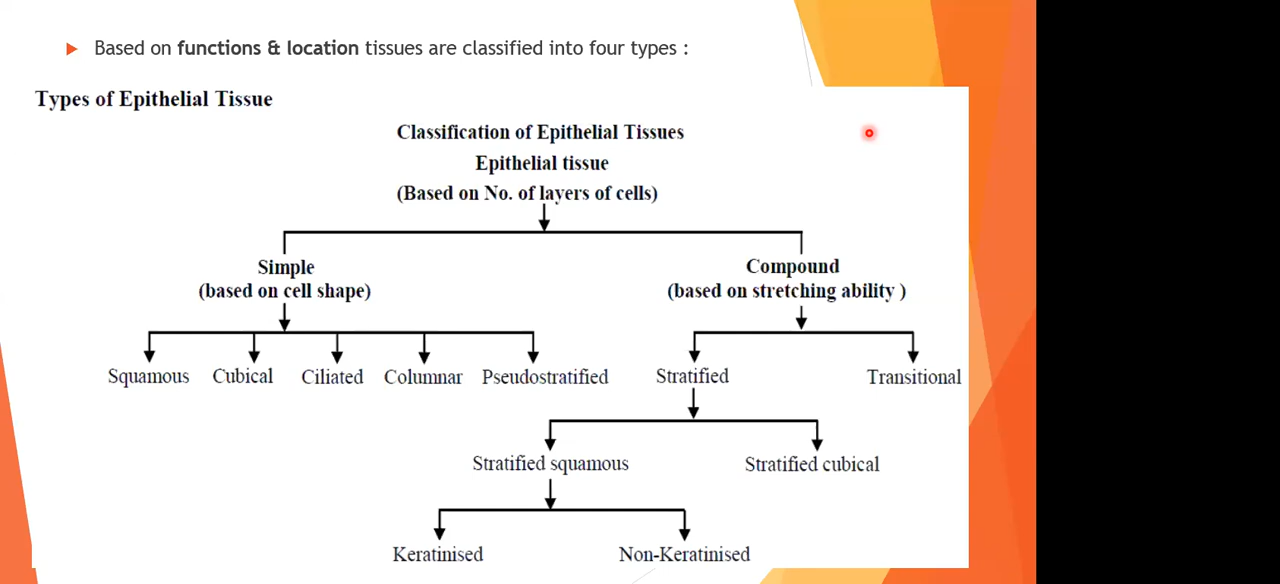 Based on functions & location tissues are classified into four types :
Types of Epithelial Tissue
Classification of Epithelial Tissues
Epithelial tissue
(Based on No. of layers of cells)
Simple
(based on cell shape)
Compound
(based on stretching ability )
Squamous
Cubical
Ciliated
Columnar
Pseudostratified
Stratified
Transitional
Stratified squamous
Stratified cubical
Keratinised
Non-Keratinised